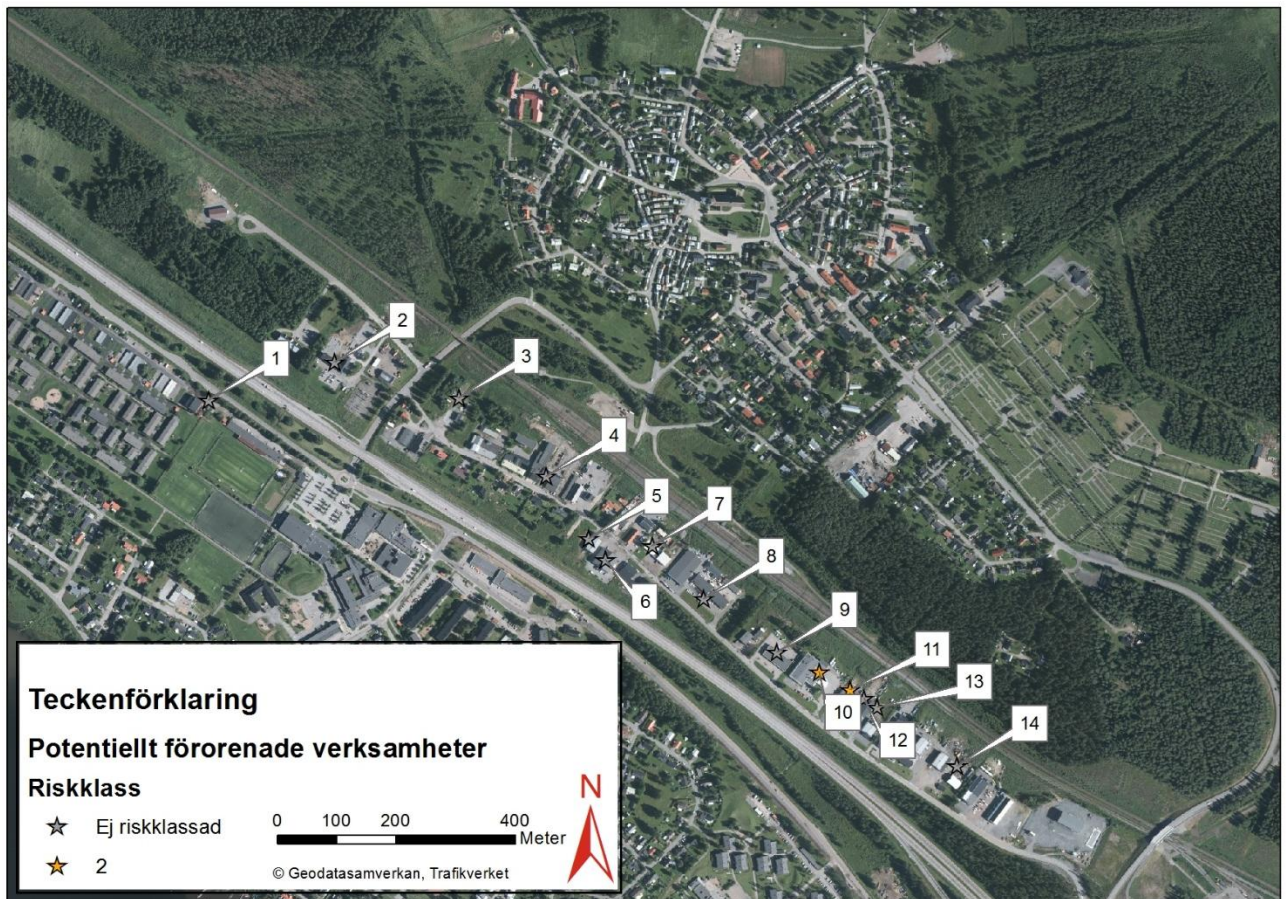 1
2
3
4
5
6
7
8
9
10
11
12
13
14
Teckenförklaring
Potentiellt förorenade verksamheter
Riskklass
Ej riskklassad
2
0 100 200 400
Meter
© Geodatasamverkan, Trafikverket
N